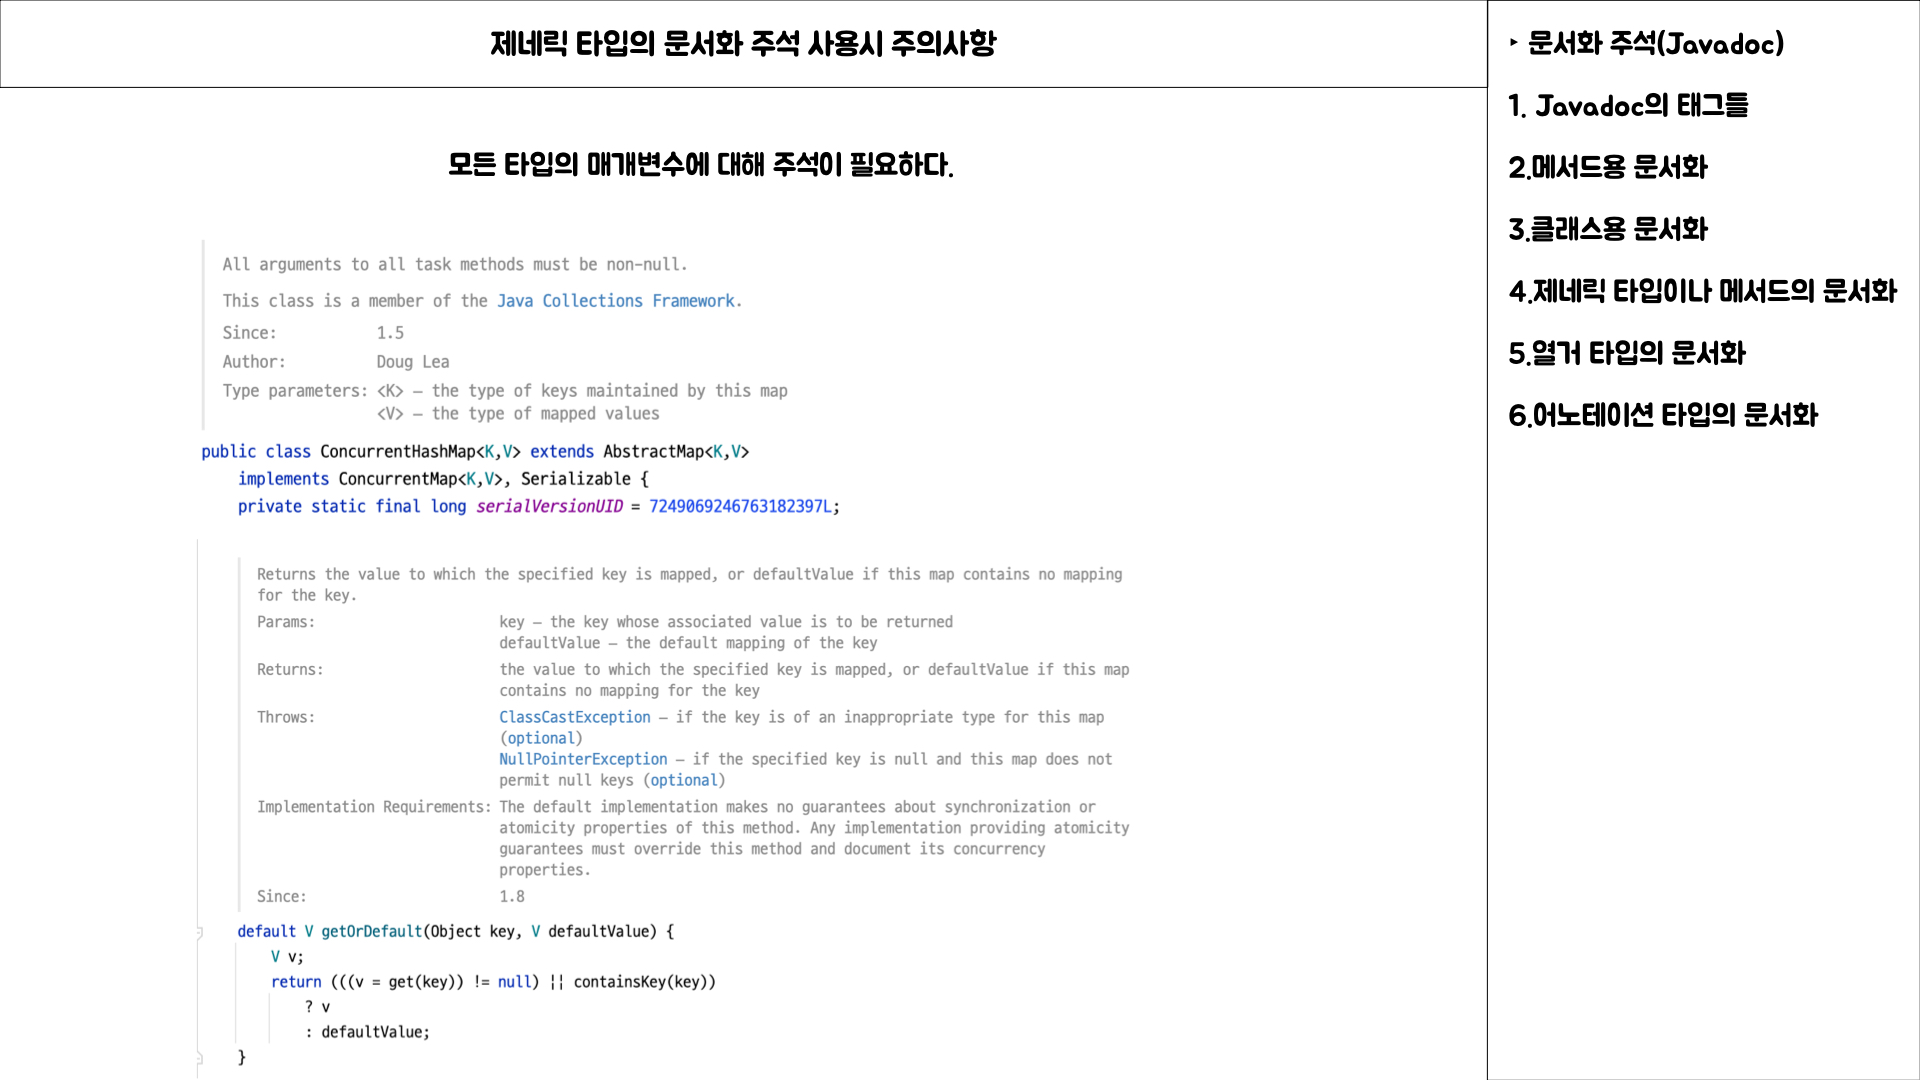 제네릭 타입의 문서화 주석 사용시 주의사항
모든 타입의 매개변수에 대해 주석이 필요하다.
All arguments to all task methods must be non-null.
This class is a member of the Java Collections Framework.
Since: 1.5
Author: Doug Lea
Type parameters: <K> – the type of keys maintained by this map
<V> – the type of mapped values
public class ConcurrentHashMap<K,V> extends AbstractMap<K,V>
implements ConcurrentMap<K,V>, Serializable {
private static final long serialVersionUID = 7249069246763182397L;
Returns the value to which the specified key is mapped, or defaultValue if this map contains no mapping
for the key.
Params: key – the key whose associated value is to be returned
defaultValue – the default mapping of the key
Returns: the value to which the specified key is mapped, or defaultValue if this map
contains no mapping for the key
Throws: ClassCastException – if the key is of an inappropriate type for this map
(optional)
NullPointerException – if the specified key is null and this map does not
permit null keys (optional)
Implementation Requirements: The default implementation makes no guarantees about synchronization or
atomicity properties of this method. Any implementation providing atomicity
guarantees must override this method and document its concurrency
properties.
Since: 1.8
default V getOrDefault(Object key, V defaultValue) {
V v;
return (((v = get(key)) != null) || containsKey(key))
? v
: defaultValue;
}
‣ 문서화 주석(Javadoc)
1. Javadoc의 태그들
2.메서드용 문서화
3.클래스용 문서화
4.제네릭 타입이나 메서드의 문서화
5.열거 타입의 문서화
6.어노테이션 타입의 문서화